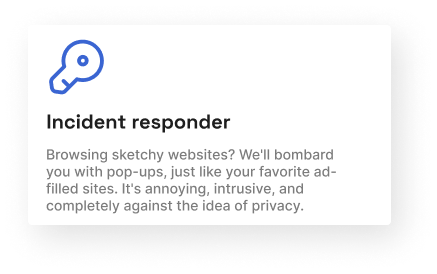 Incident responder
Browsing sketchy websites? We'll bombard
you with pop-ups, just like your favorite ad-
filled sites. It's annoying, intrusive, and
completely against the idea of privacy.